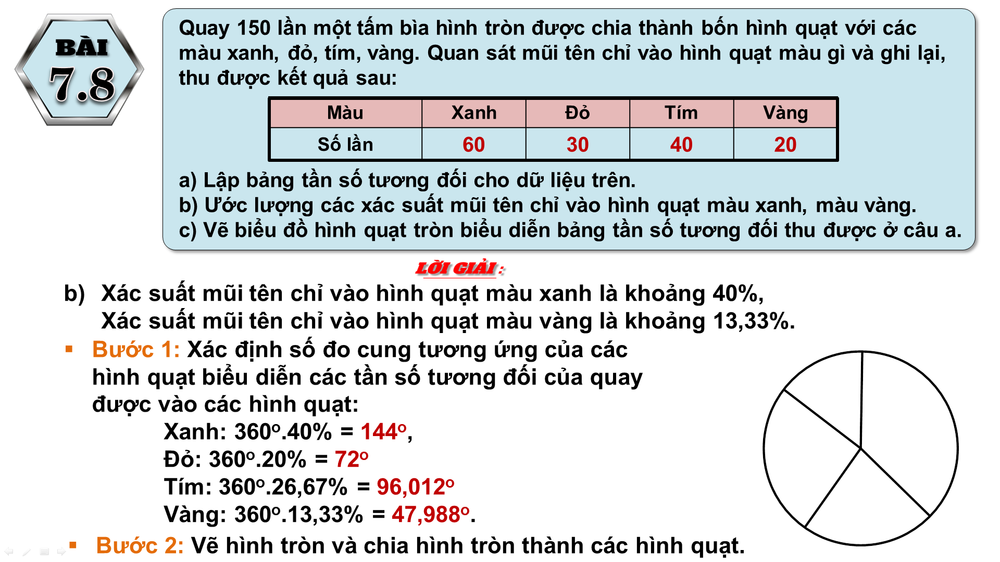 BÀI
7.8
Quay 150 lần một tấm bìa hình tròn được chia thành bốn hình quạt với các
màu xanh, đỏ, tím, vàng. Quan sát mũi tên chỉ vào hình quạt màu gì và ghi lại,
thu được kết quả sau:
Màu Xanh Đỏ Tím Vàng
Số lần 60 30 40 20
a) Lập bảng tần số tương đối cho dữ liệu trên.
b) Ước lượng các xác suất mũi tên chỉ vào hình quạt màu xanh, màu vàng.
c) Vẽ biểu đồ hình quạt tròn biểu diễn bảng tần số tương đối thu được ở câu a.
LỜI GIẢI :
b) Xác suất mũi tên chỉ vào hình quạt màu xanh là khoảng 40%,
Xác suất mũi tên chỉ vào hình quạt màu vàng là khoảng 13,33%.
▪ Bước 1: Xác định số đo cung tương ứng của các
hình quạt biểu diễn các tần số tương đối của quay
được vào các hình quạt:
Xanh: 360º.40% = 144º,
Đỏ: 360º.20% = 72º
Tím: 360º.26,67% = 96,012º
Vàng: 360º.13,33% = 47,988º.
▪ Bước 2: Vẽ hình tròn và chia hình tròn thành các hình quạt.